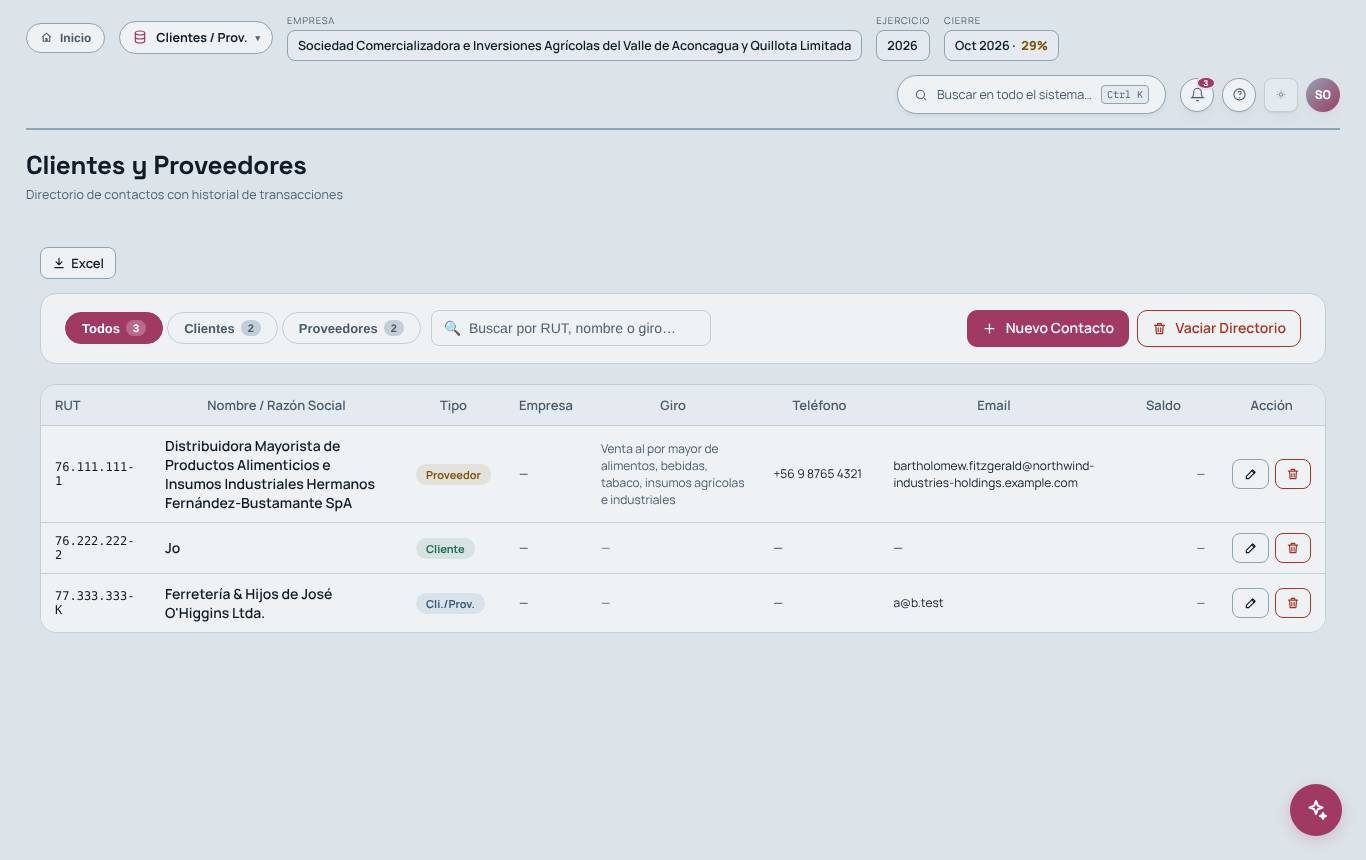 Inicio
Clientes / Prov. ▾
EMPRESA
Sociedad Comercializadora e Inversiones Agrícolas del Valle de Aconcagua y Quillota Limitada
EJERCICIO
2026
CIERRE
Oct 2026 · 29%
Buscar en todo el sistema…
Ctrl K
3
SO
Clientes y Proveedores
Directorio de contactos con historial de transacciones
Excel
Todos 3
Clientes 2
Proveedores 2
Buscar por RUT, nombre o giro…
Nuevo Contacto
Vaciar Directorio
RUT Nombre / Razón Social Tipo Empresa Giro Teléfono Email Saldo Acción
76.111.111-
1
Distribuidora Mayorista de
Productos Alimenticios e
Insumos Industriales Hermanos
Fernández-Bustamante SpA
Proveedor
—
Venta al por mayor de
alimentos, bebidas,
tabaco, insumos agrícolas
e industriales
+56 9 8765 4321
bartholomew.fitzgerald@northwind-
industries-holdings.example.com
—
76.222.222-
2
Jo
Cliente
—
—
—
—
—
77.333.333-
K
Ferretería & Hijos de José
O'Higgins Ltda.
Cli./Prov.
—
—
—
a@b.test
—